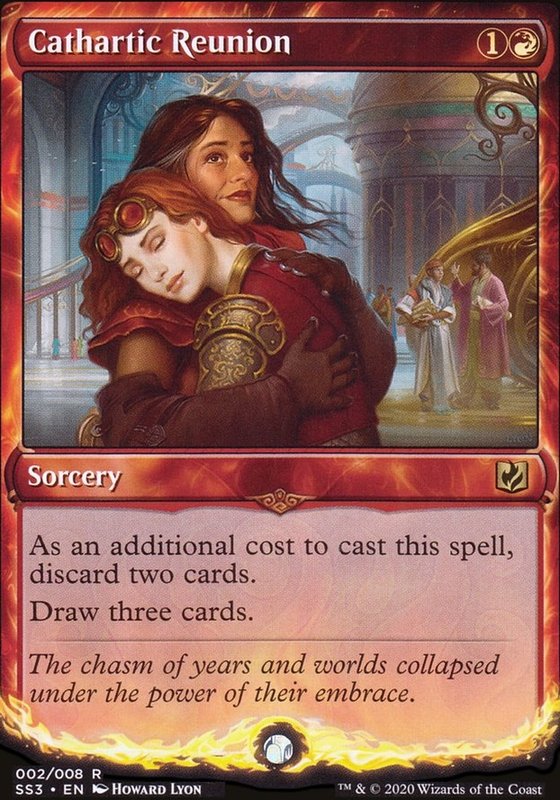 Cathartic Reunion 1
Sorcery
As an additional cost to cast this spell,
discard two cards.
Draw three cards.
The chasm of years and worlds collapsed
under the power of their embrace.
002/008 R
SS3 • EN Howard Lyon
™ & © 2020 Wizards of the Coast